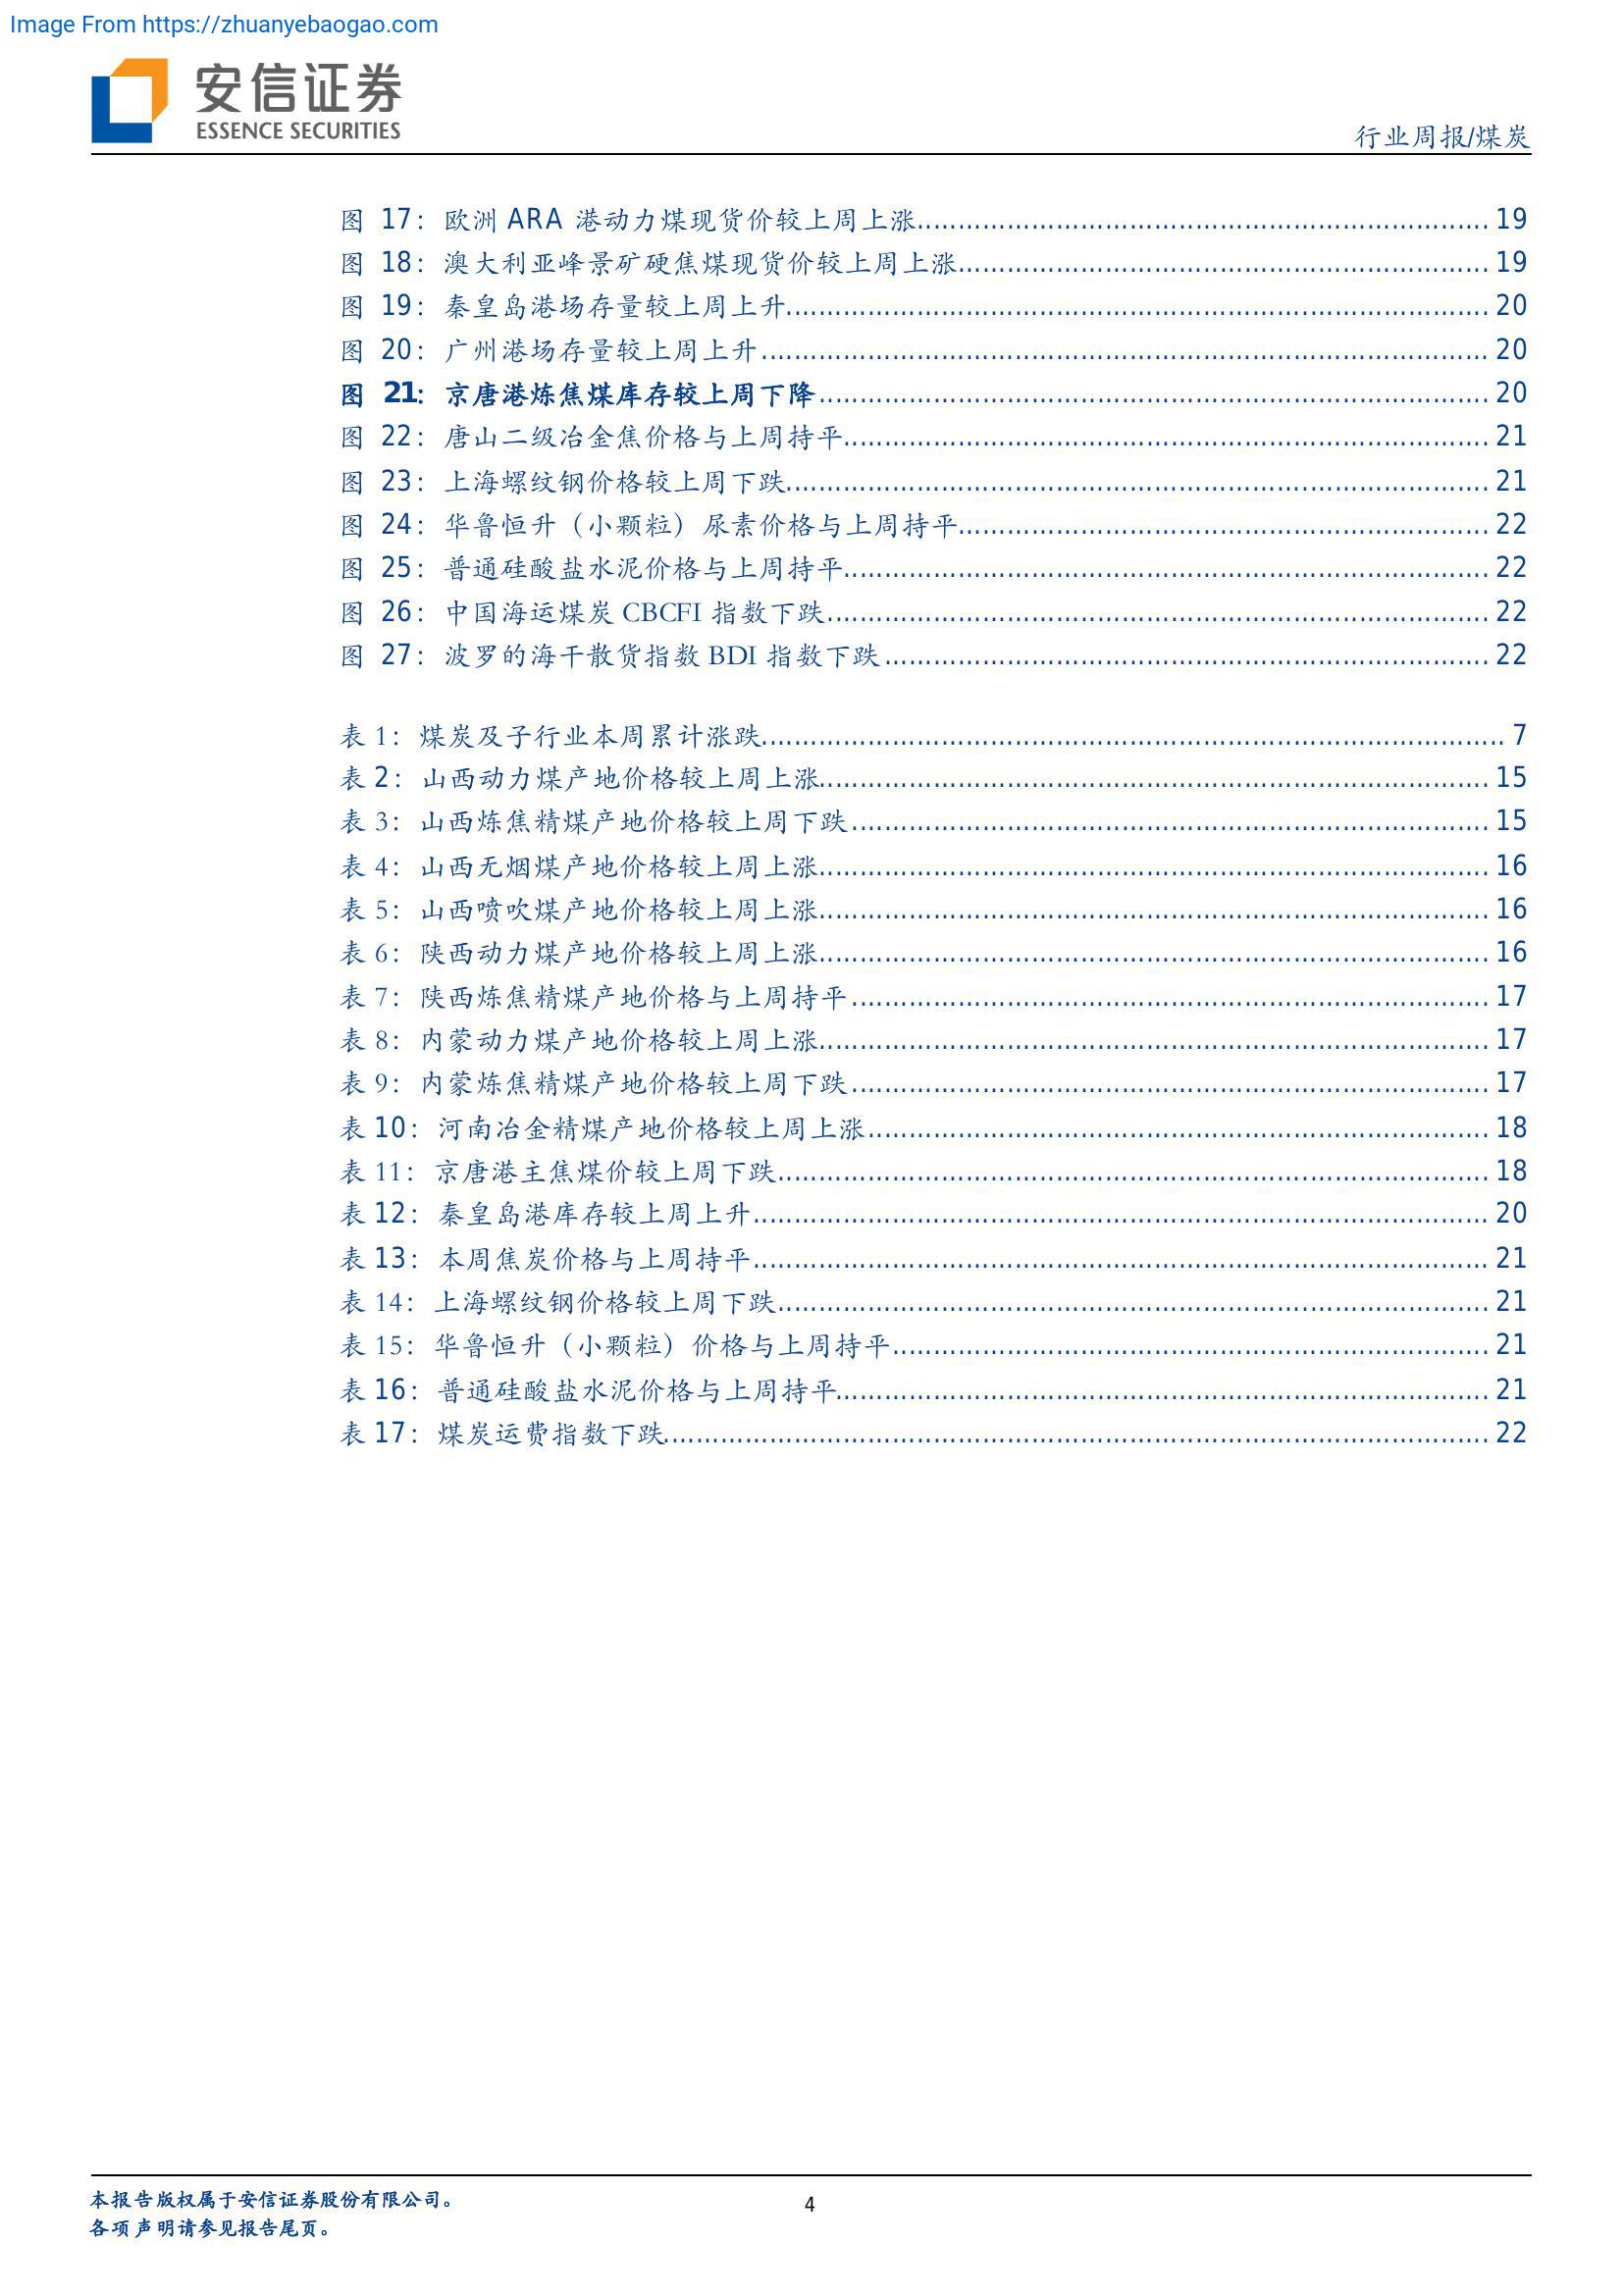 Image From https://zhuanyebaogao.com
安信证券
ESSENCE SECURITIES
行业周报/煤炭
图 17：欧洲 ARA 港动力煤现货价较上周上涨 19
图 18：澳大利亚峰景矿硬焦煤现货价较上周上涨 19
图 19：秦皇岛港场存量较上周上升 20
图 20：广州港场存量较上周上升 20
图 21：京唐港炼焦煤库存较上周下降 20
图 22：唐山二级冶金焦价格与上周持平 21
图 23：上海螺纹钢价格较上周下跌 21
图 24：华鲁恒升（小颗粒）尿素价格与上周持平 22
图 25：普通硅酸盐水泥价格与上周持平 22
图 26：中国海运煤炭 CBCFI 指数下跌 22
图 27：波罗的海干散货指数 BDI 指数下跌 22
表 1：煤炭及子行业本周累计涨跌 7
表 2：山西动力煤产地价格较上周上涨 15
表 3：山西炼焦精煤产地价格较上周下跌 15
表 4：山西无烟煤产地价格较上周上涨 16
表 5：山西喷吹煤产地价格较上周上涨 16
表 6：陕西动力煤产地价格较上周上涨 16
表 7：陕西炼焦精煤产地价格与上周持平 17
表 8：内蒙动力煤产地价格较上周上涨 17
表 9：内蒙炼焦精煤产地价格较上周下跌 17
表 10：河南冶金精煤产地价格较上周上涨 18
表 11：京唐港主焦煤价较上周下跌 18
表 12：秦皇岛港库存较上周上升 20
表 13：本周焦炭价格与上周持平 21
表 14：上海螺纹钢价格较上周下跌 21
表 15：华鲁恒升（小颗粒）价格与上周持平 21
表 16：普通硅酸盐水泥价格与上周持平 21
表 17：煤炭运费指数下跌 22
本报告版权属于安信证券股份有限公司。
各项声明请参见报告尾页。
4